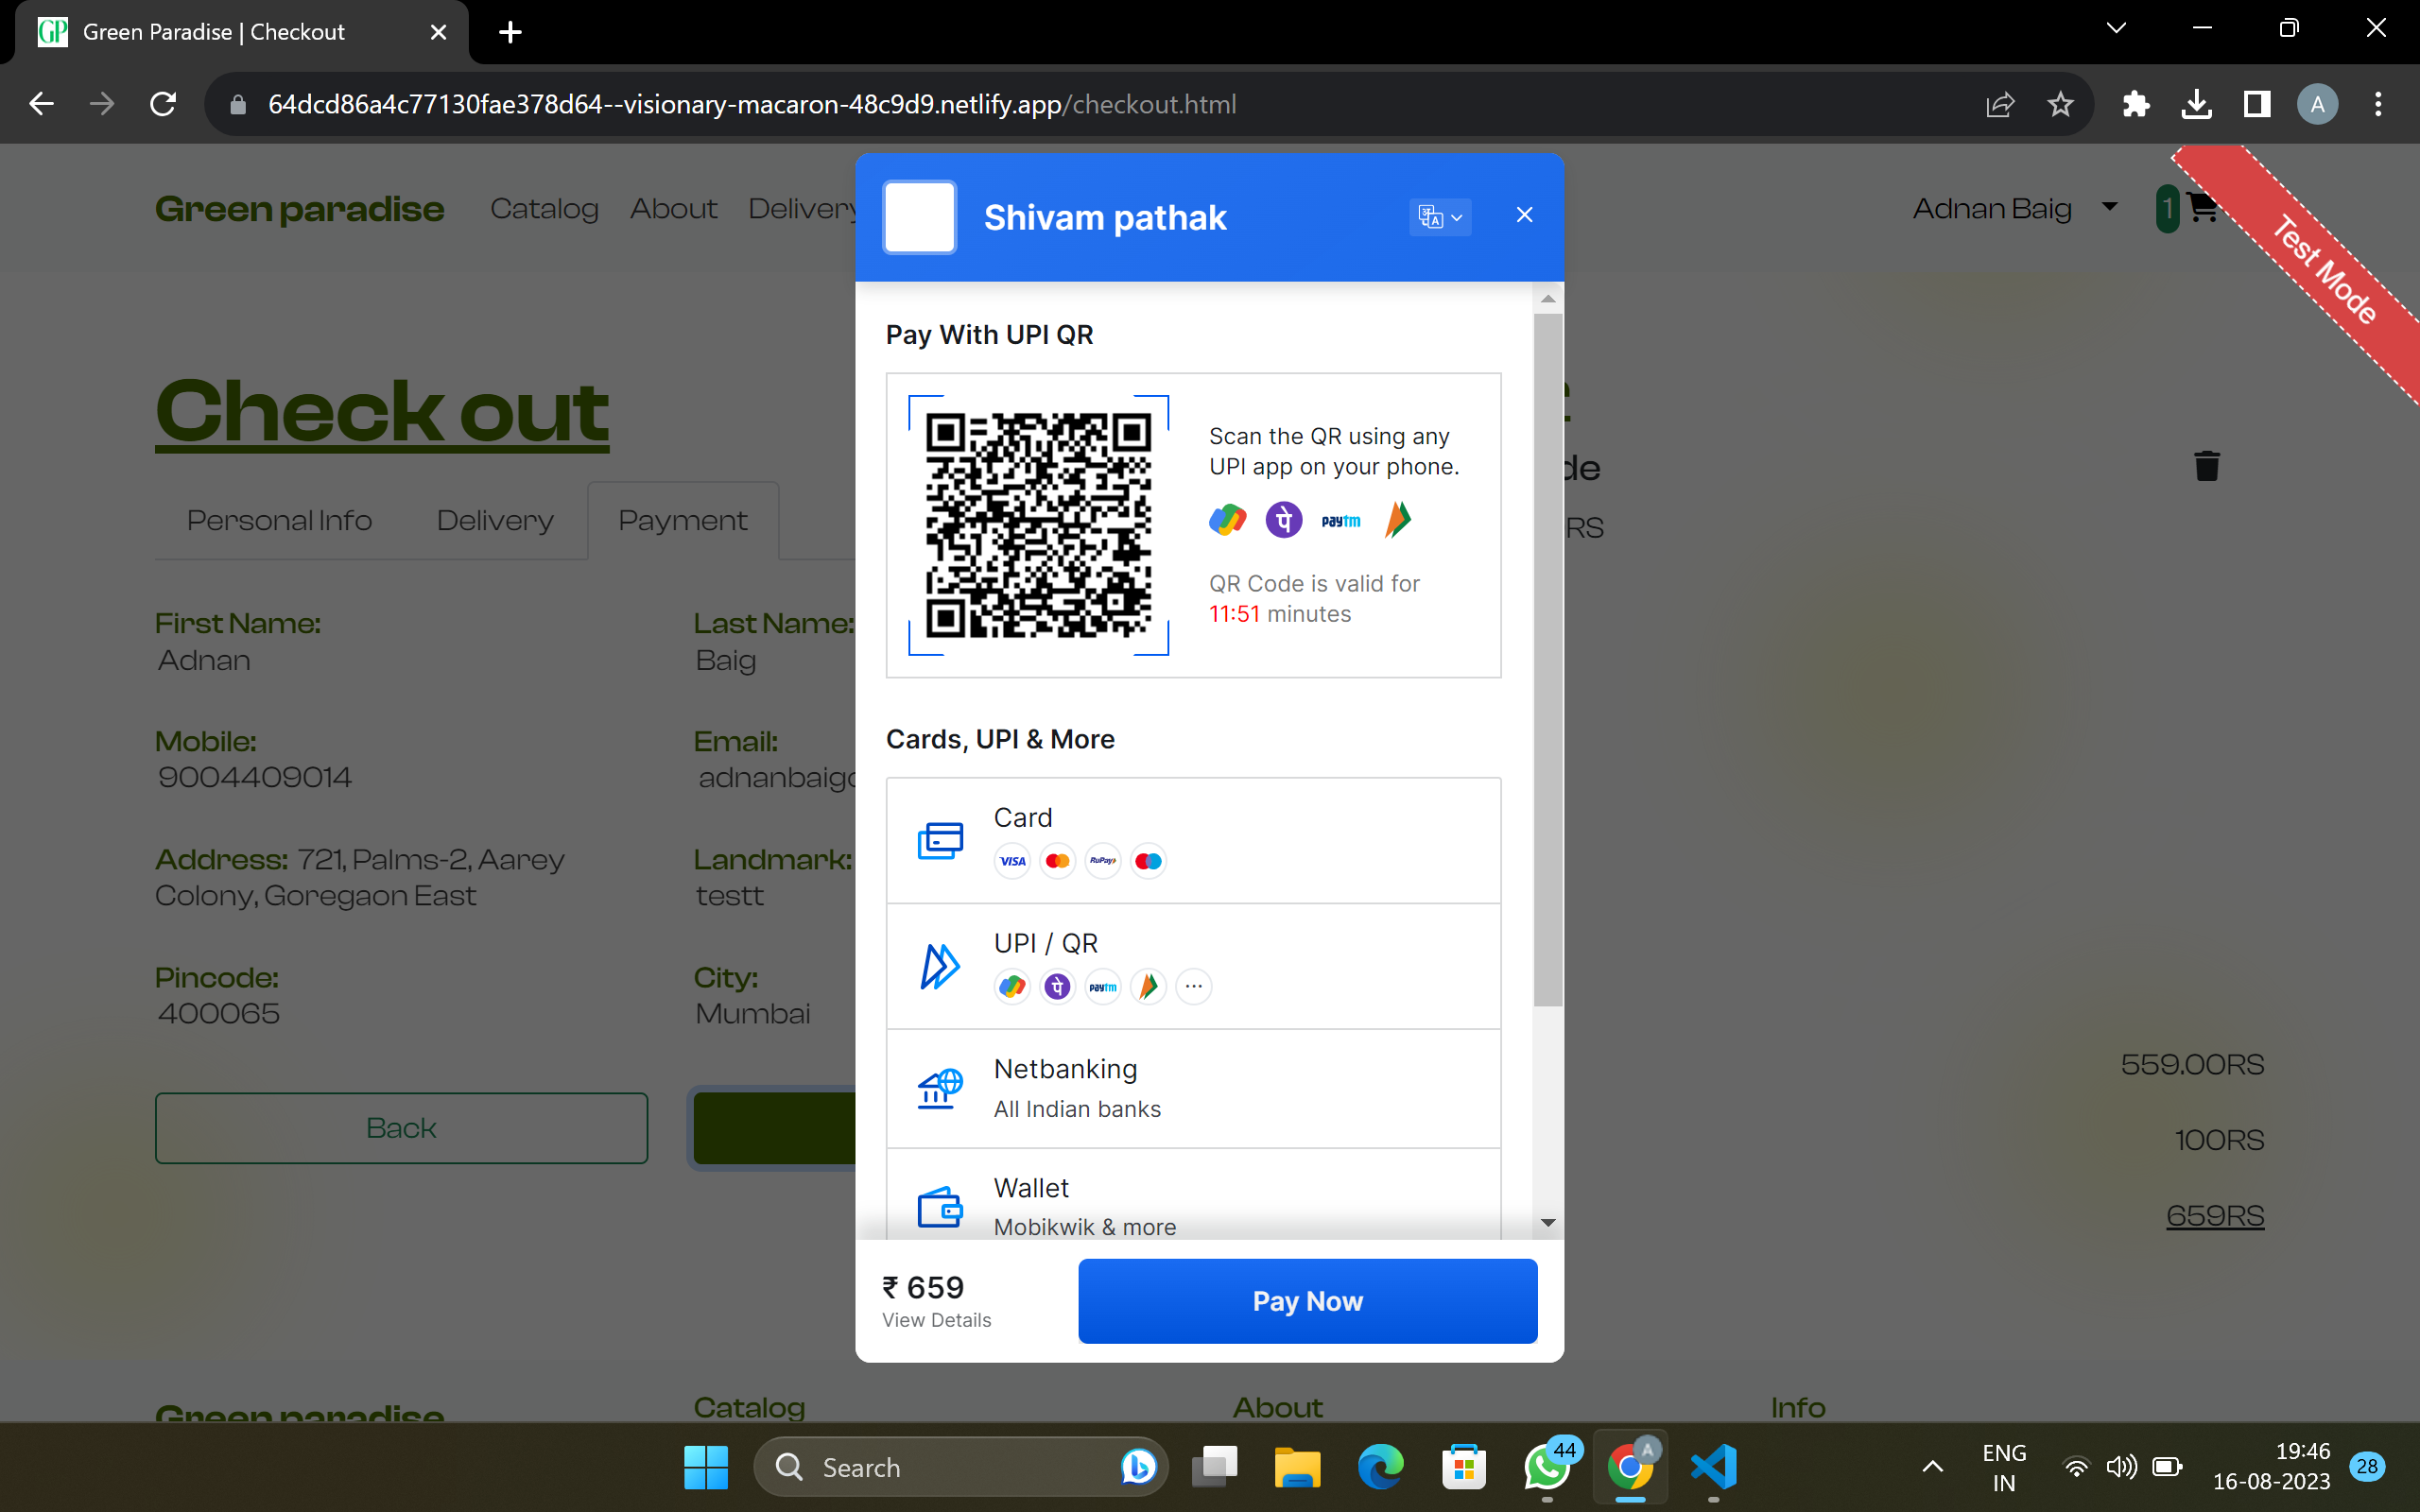 GP Green Paradise | Checkout
64dcd86a4c77130fae378d64--visionary-macaron-48c9d9.netlify.app/checkout.html
A
Green paradise Catalog About Delivery
Adnan Baig 1
Test Mode
Shivam pathak
Check out
Personal Info Delivery Payment
First Name:
Adnan
Last Name:
Baig
Mobile:
9004409014
Email:
Address: 721, Palms-2, Aarey
Colony, Goregaon East
Landmark:
testt
Pincode:
400065
City:
Mumbai
Back
Pay With UPI QR
Scan the QR using any
UPI app on your phone.
पे paytm
QR Code is valid for
11:51 minutes
Cards, UPI & More
Card
VISA RuPay
UPI / QR
पे paytm
Netbanking
All Indian banks
Wallet
Mobikwik & more
₹ 659
View Details
Pay Now
RS
559.00RS
100RS
659RS
Green paradise Catalog About Info
Search
44
A
ENG
IN
19:46
16-08-2023
28